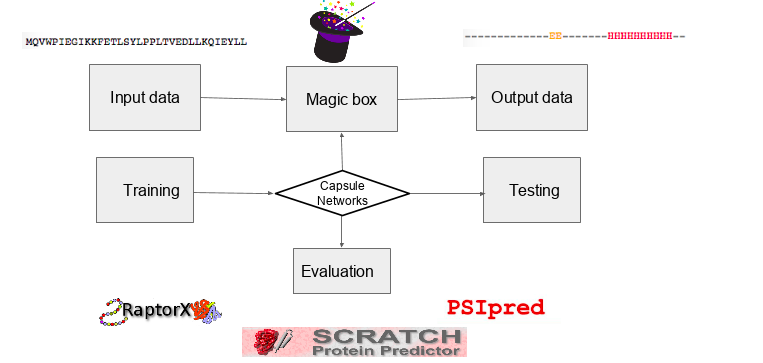 MQVWPIEGIKKFETLSYLPPLTVEDLLKQIEYLL
-------------EE-------HHHHHHHHHH--
Input data
Magic box
Output data
Training
Capsule
Networks
Testing
Evaluation
RaptorX
PSIpred
SCRATCH
Protein Predictor